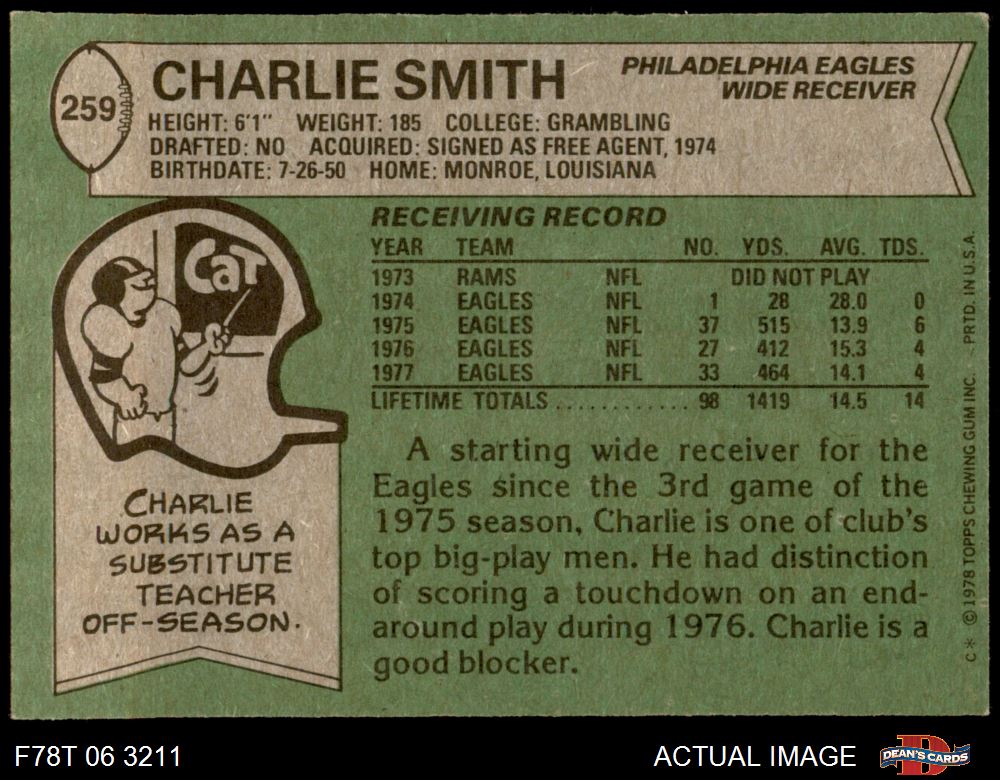 259
CHARLIE SMITH
PHILADELPHIA EAGLES
WIDE RECEIVER
HEIGHT: 6'1" WEIGHT: 185 COLLEGE: GRAMBLING
DRAFTED: NO ACQUIRED: SIGNED AS FREE AGENT, 1974
BIRTHDATE: 7-26-50 HOME: MONROE, LOUISIANA
CaT
CHARLIE
WORKS AS A
SUBSTITUTE
TEACHER
OFF-SEASON.
RECEIVING RECORD
YEAR TEAM NO. YDS. AVG. TDS.
1973 RAMS NFL DID NOT PLAY
1974 EAGLES NFL 1 28 28.0 0
1975 EAGLES NFL 37 515 13.9 6
1976 EAGLES NFL 27 412 15.3 4
1977 EAGLES NFL 33 464 14.1 4
LIFETIME TOTALS ............ 98 1419 14.5 14
A starting wide receiver for the
Eagles since the 3rd game of the
1975 season, Charlie is one of club's
top big-play men. He had distinction
of scoring a touchdown on an end-
around play during 1976. Charlie is a
good blocker.
C* ©1978 TOPPS CHEWING GUM INC. - PRTD. IN U.S.A.
F78T 06 3211
ACTUAL IMAGE
D
DEAN'S CARDS